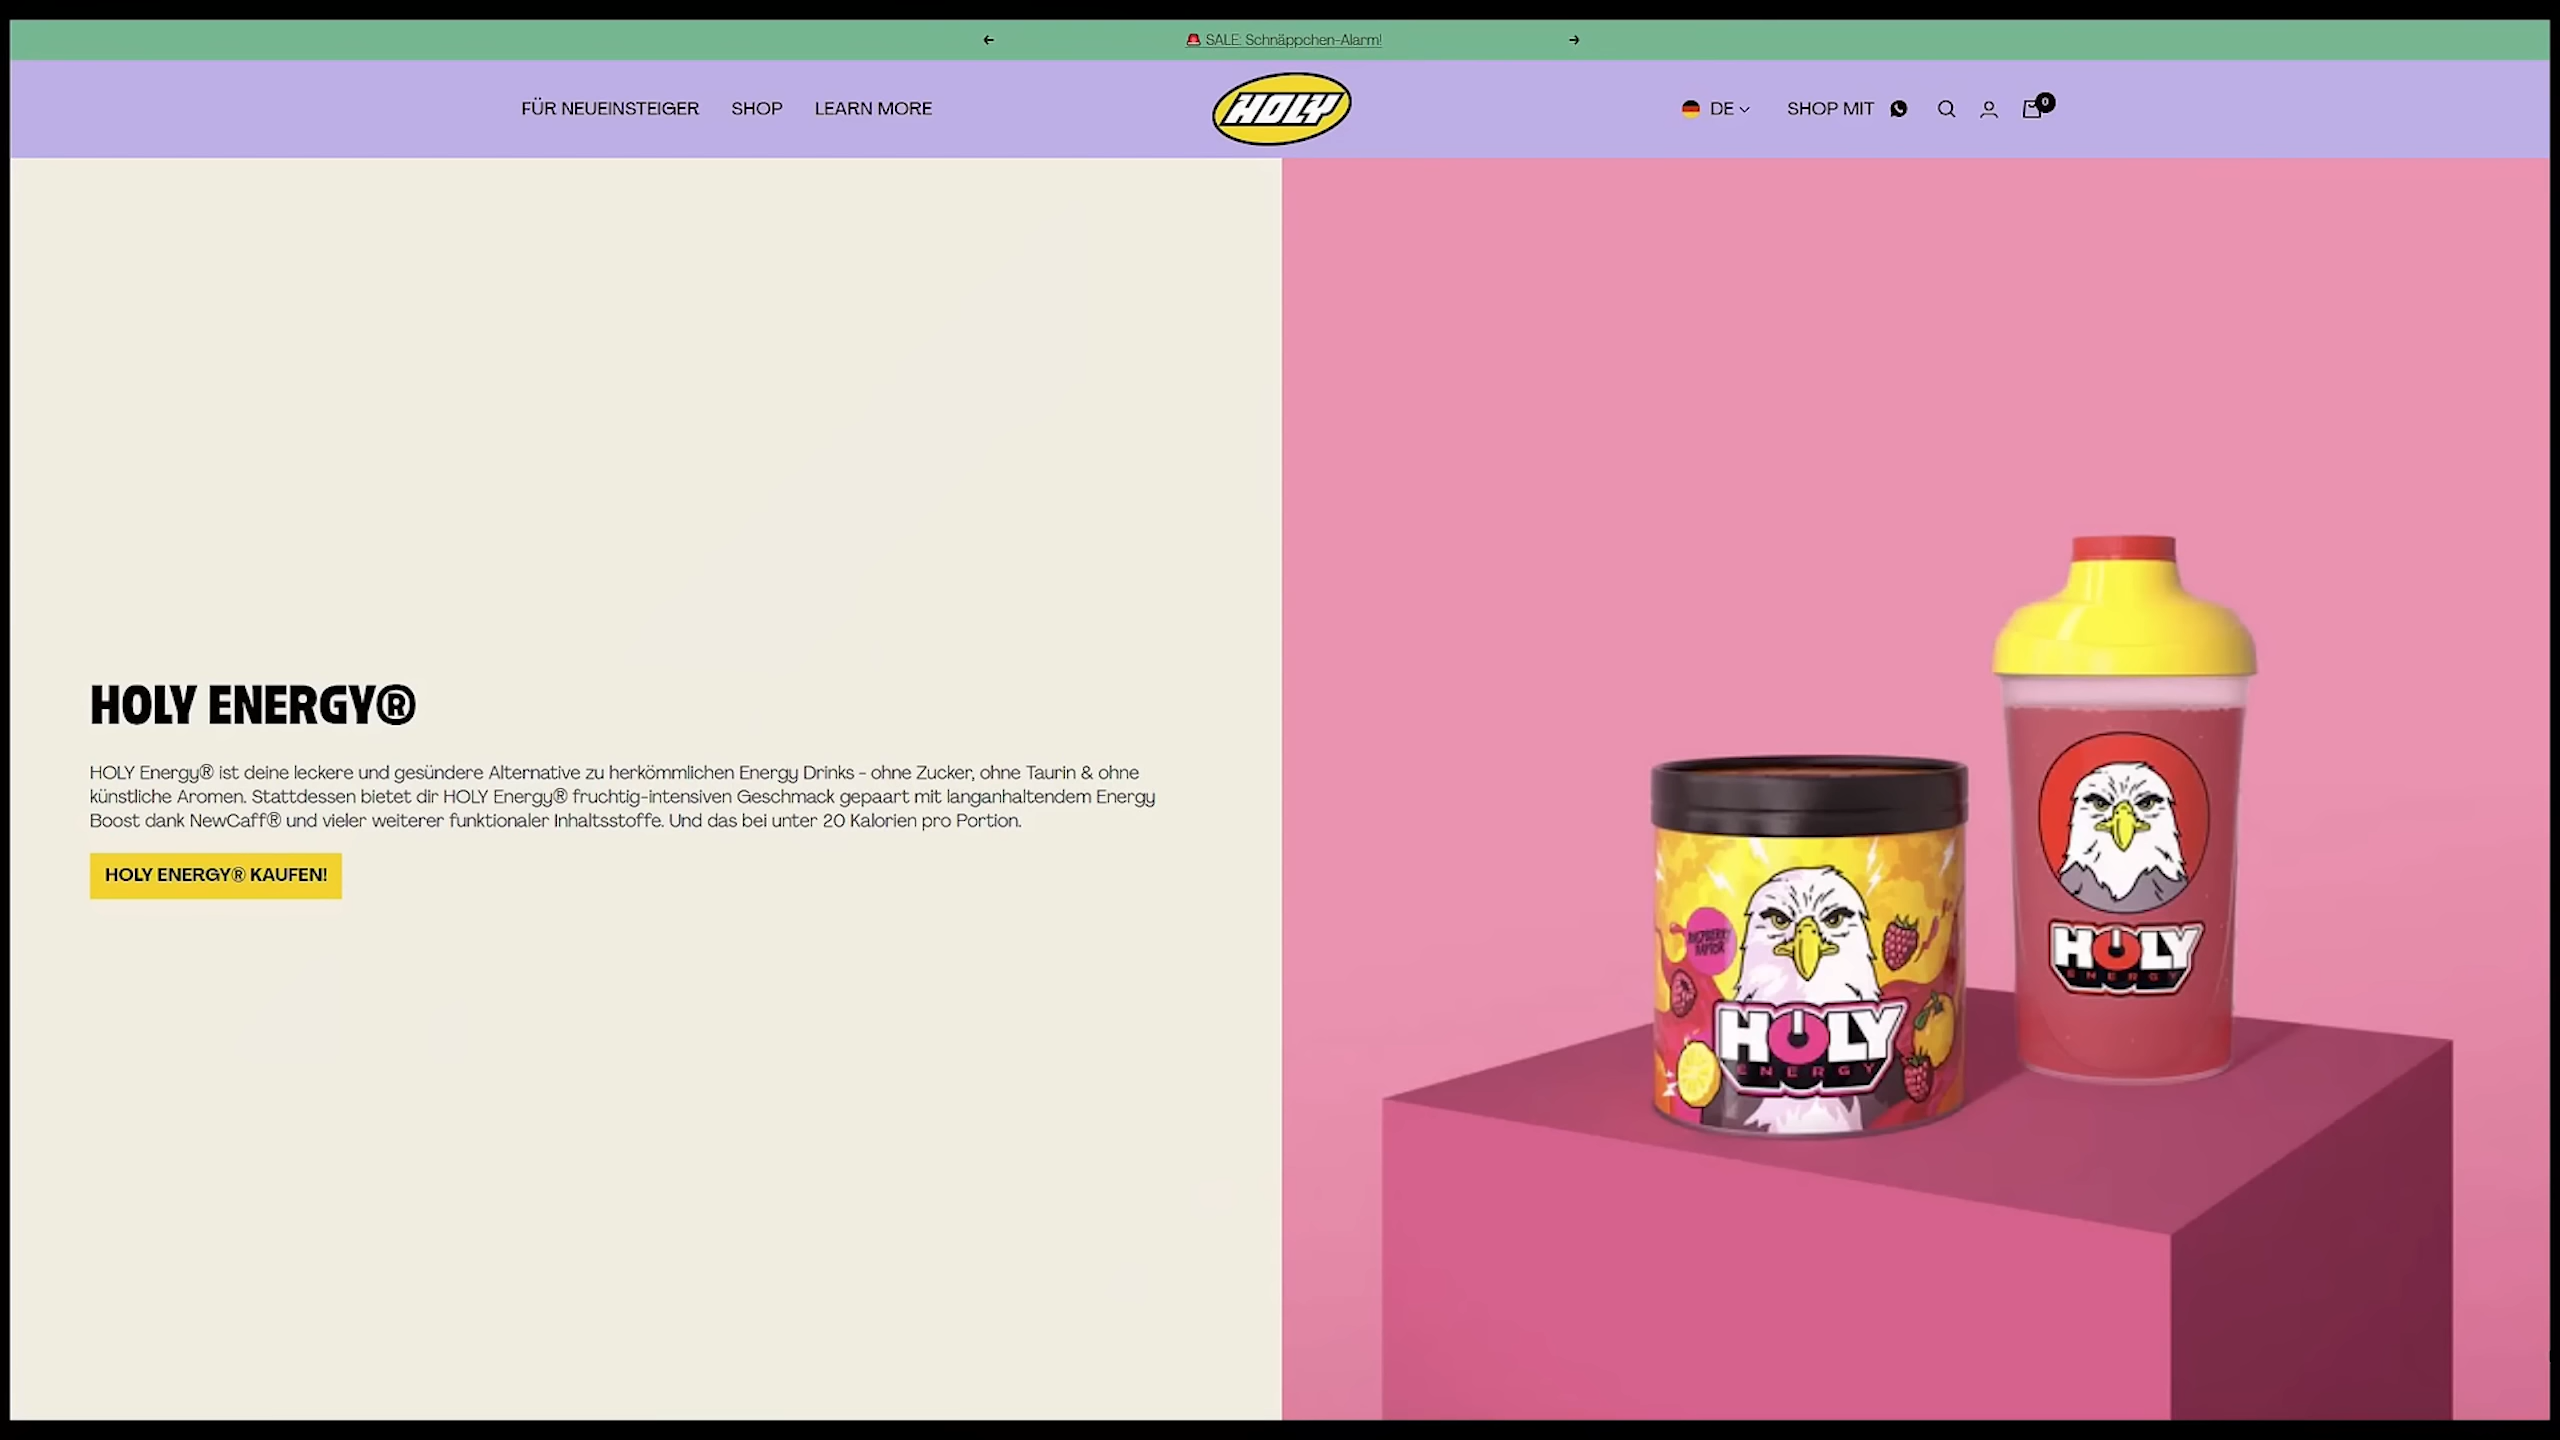 🚨 SALE: Schnäppchen-Alarm!
FÜR NEUEINSTEIGER SHOP LEARN MORE
HOLY
DE SHOP MIT 0
HOLY ENERGY®
HOLY Energy® ist deine leckere und gesündere Alternative zu herkömmlichen Energy Drinks - ohne Zucker, ohne Taurin & ohne
künstliche Aromen. Stattdessen bietet dir HOLY Energy® fruchtig-intensiven Geschmack gepaart mit langanhaltendem Energy
Boost dank NewCaff® und vieler weiterer funktionaler Inhaltsstoffe. Und das bei unter 20 Kalorien pro Portion.
HOLY ENERGY® KAUFEN!
RASPBERRY
RAPTOR
HOLY
ENERGY
HOLY
ENERGY